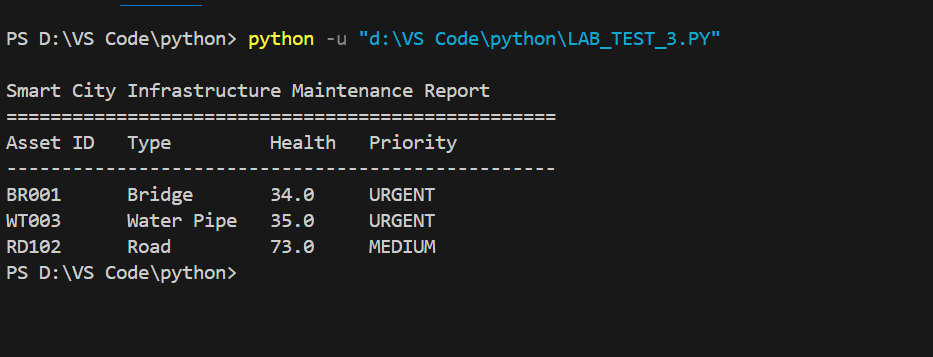 PS D:\VS Code\python> python -u "d:\VS Code\python\LAB_TEST_3.PY"
Smart City Infrastructure Maintenance Report
==================================================
Asset ID   Type         Health   Priority
--------------------------------------------------
BR001      Bridge       34.0     URGENT
WT003      Water Pipe   35.0     URGENT
RD102      Road         73.0     MEDIUM
PS D:\VS Code\python>